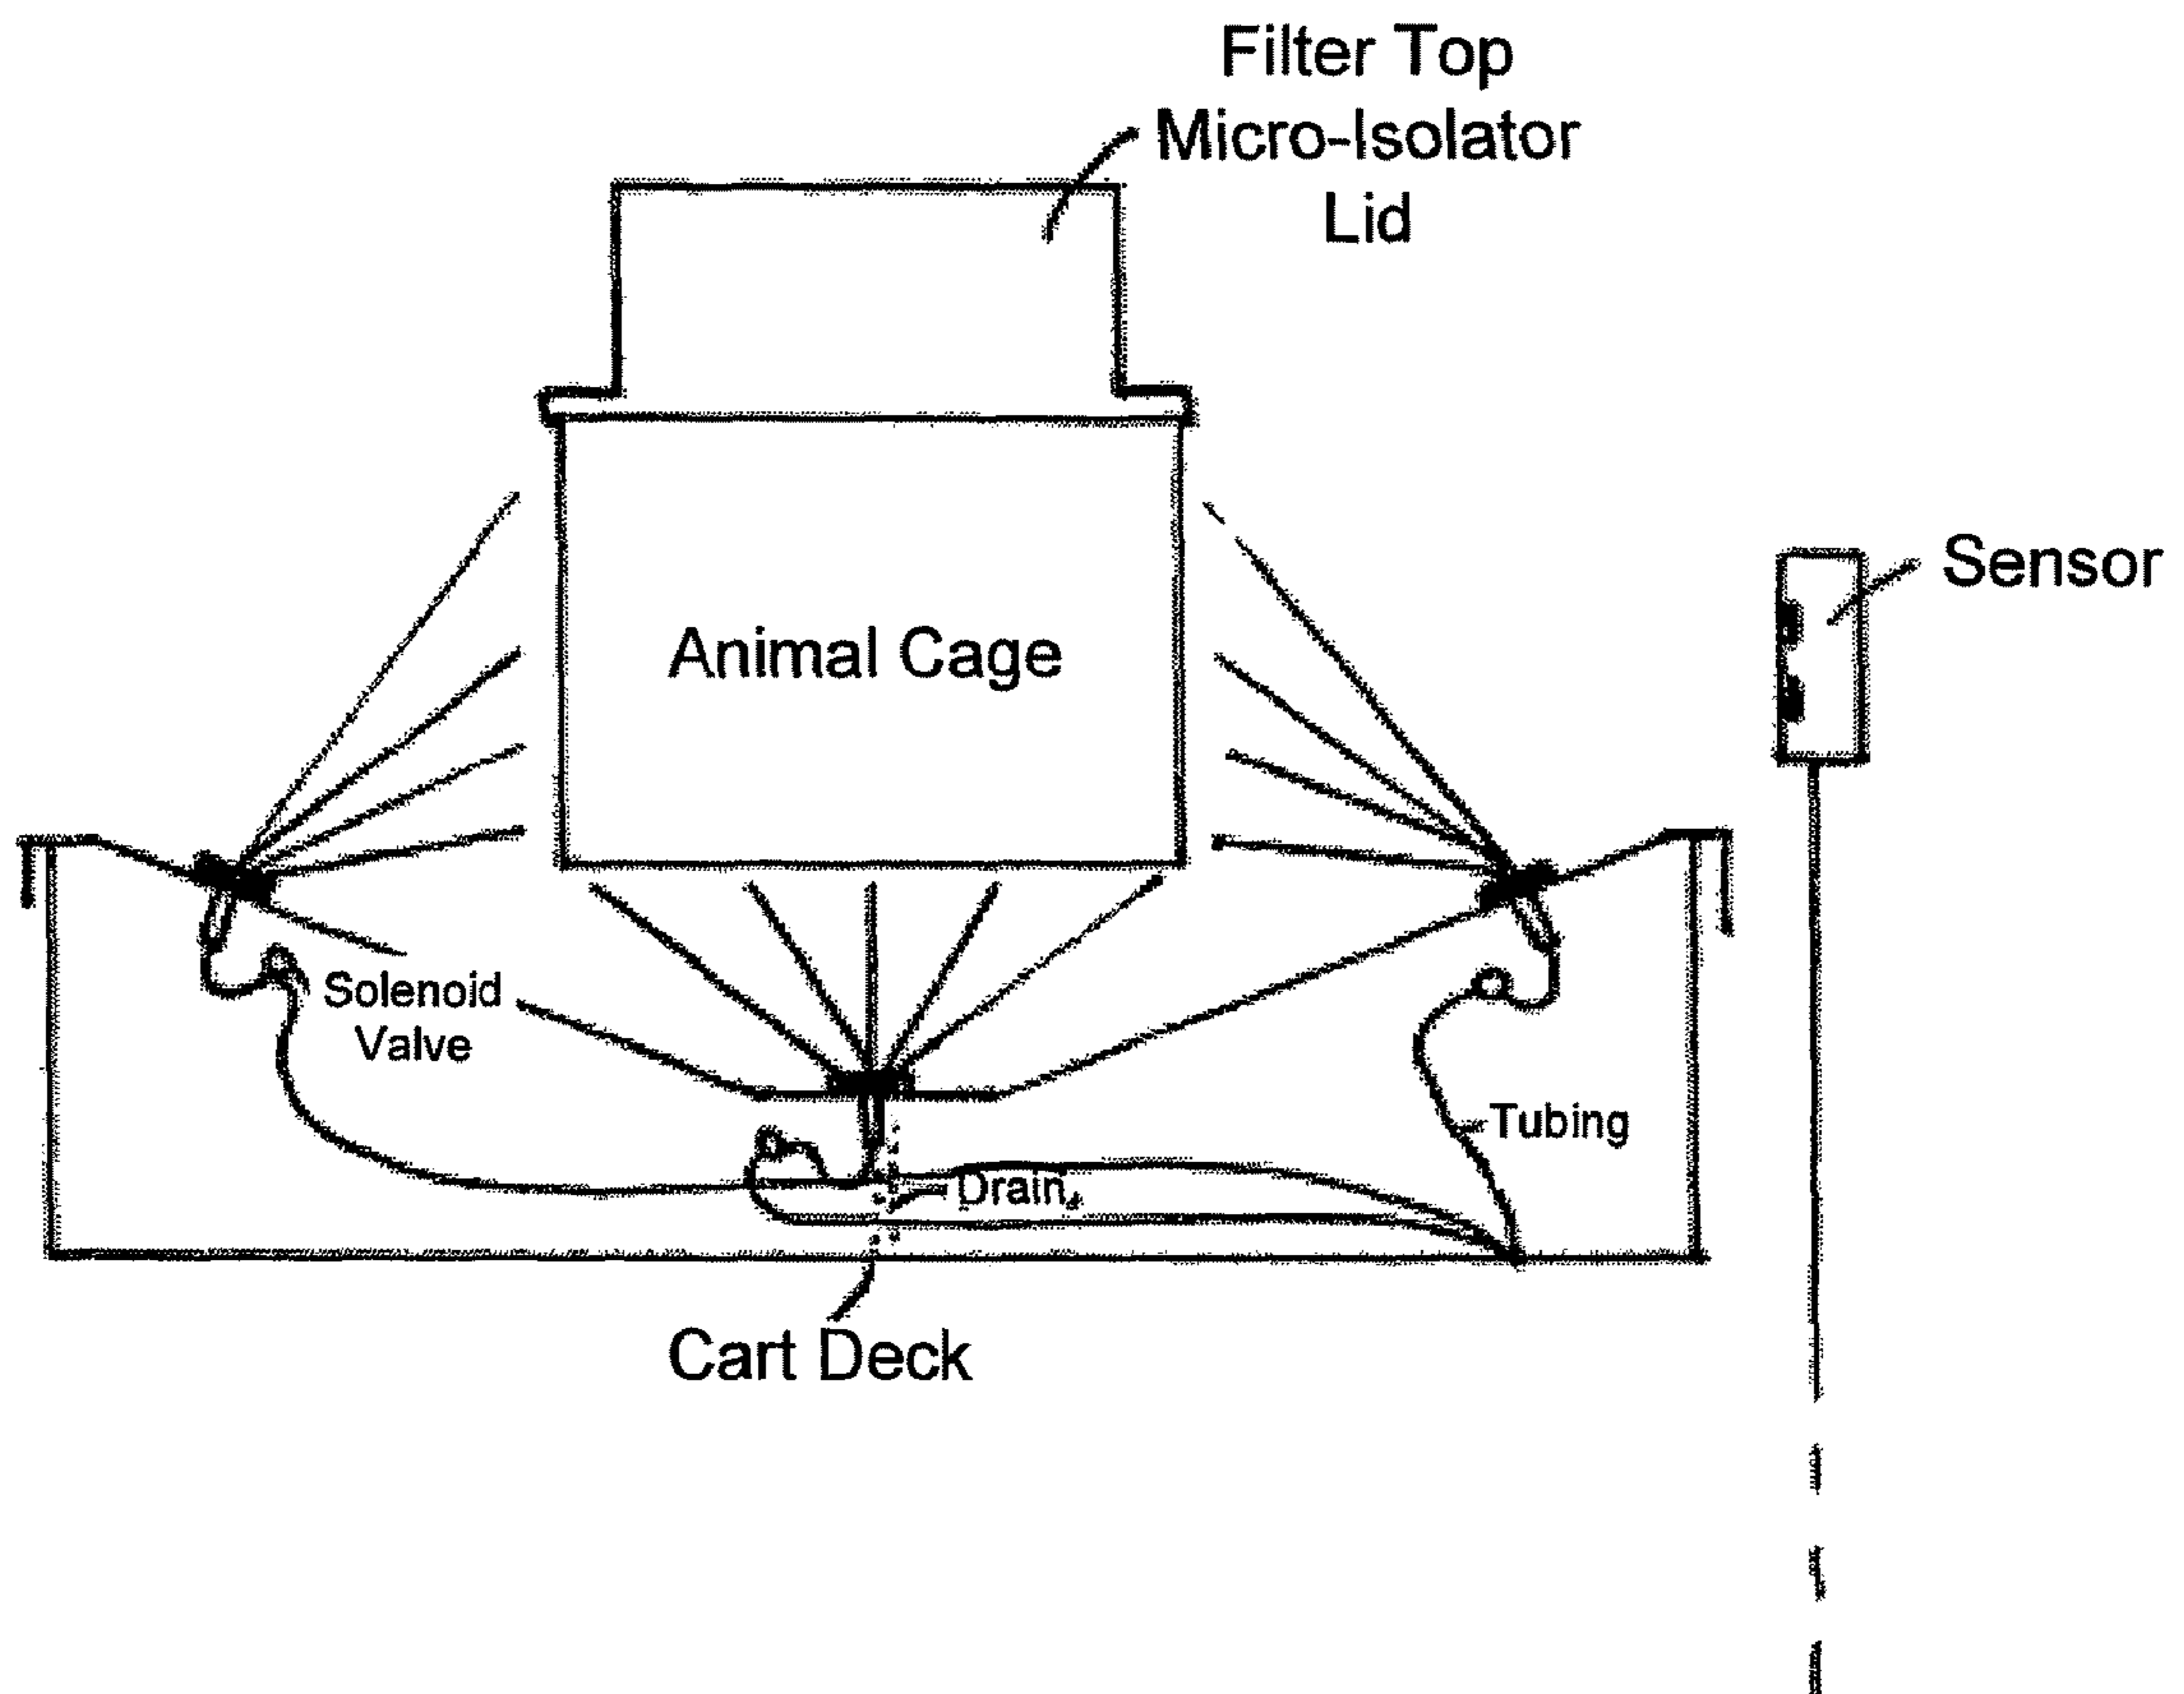 Filter Top
Micro-Isolator
Lid
Sensor
Animal Cage
Solenoid
Valve
Tubing
Drain
Cart Deck